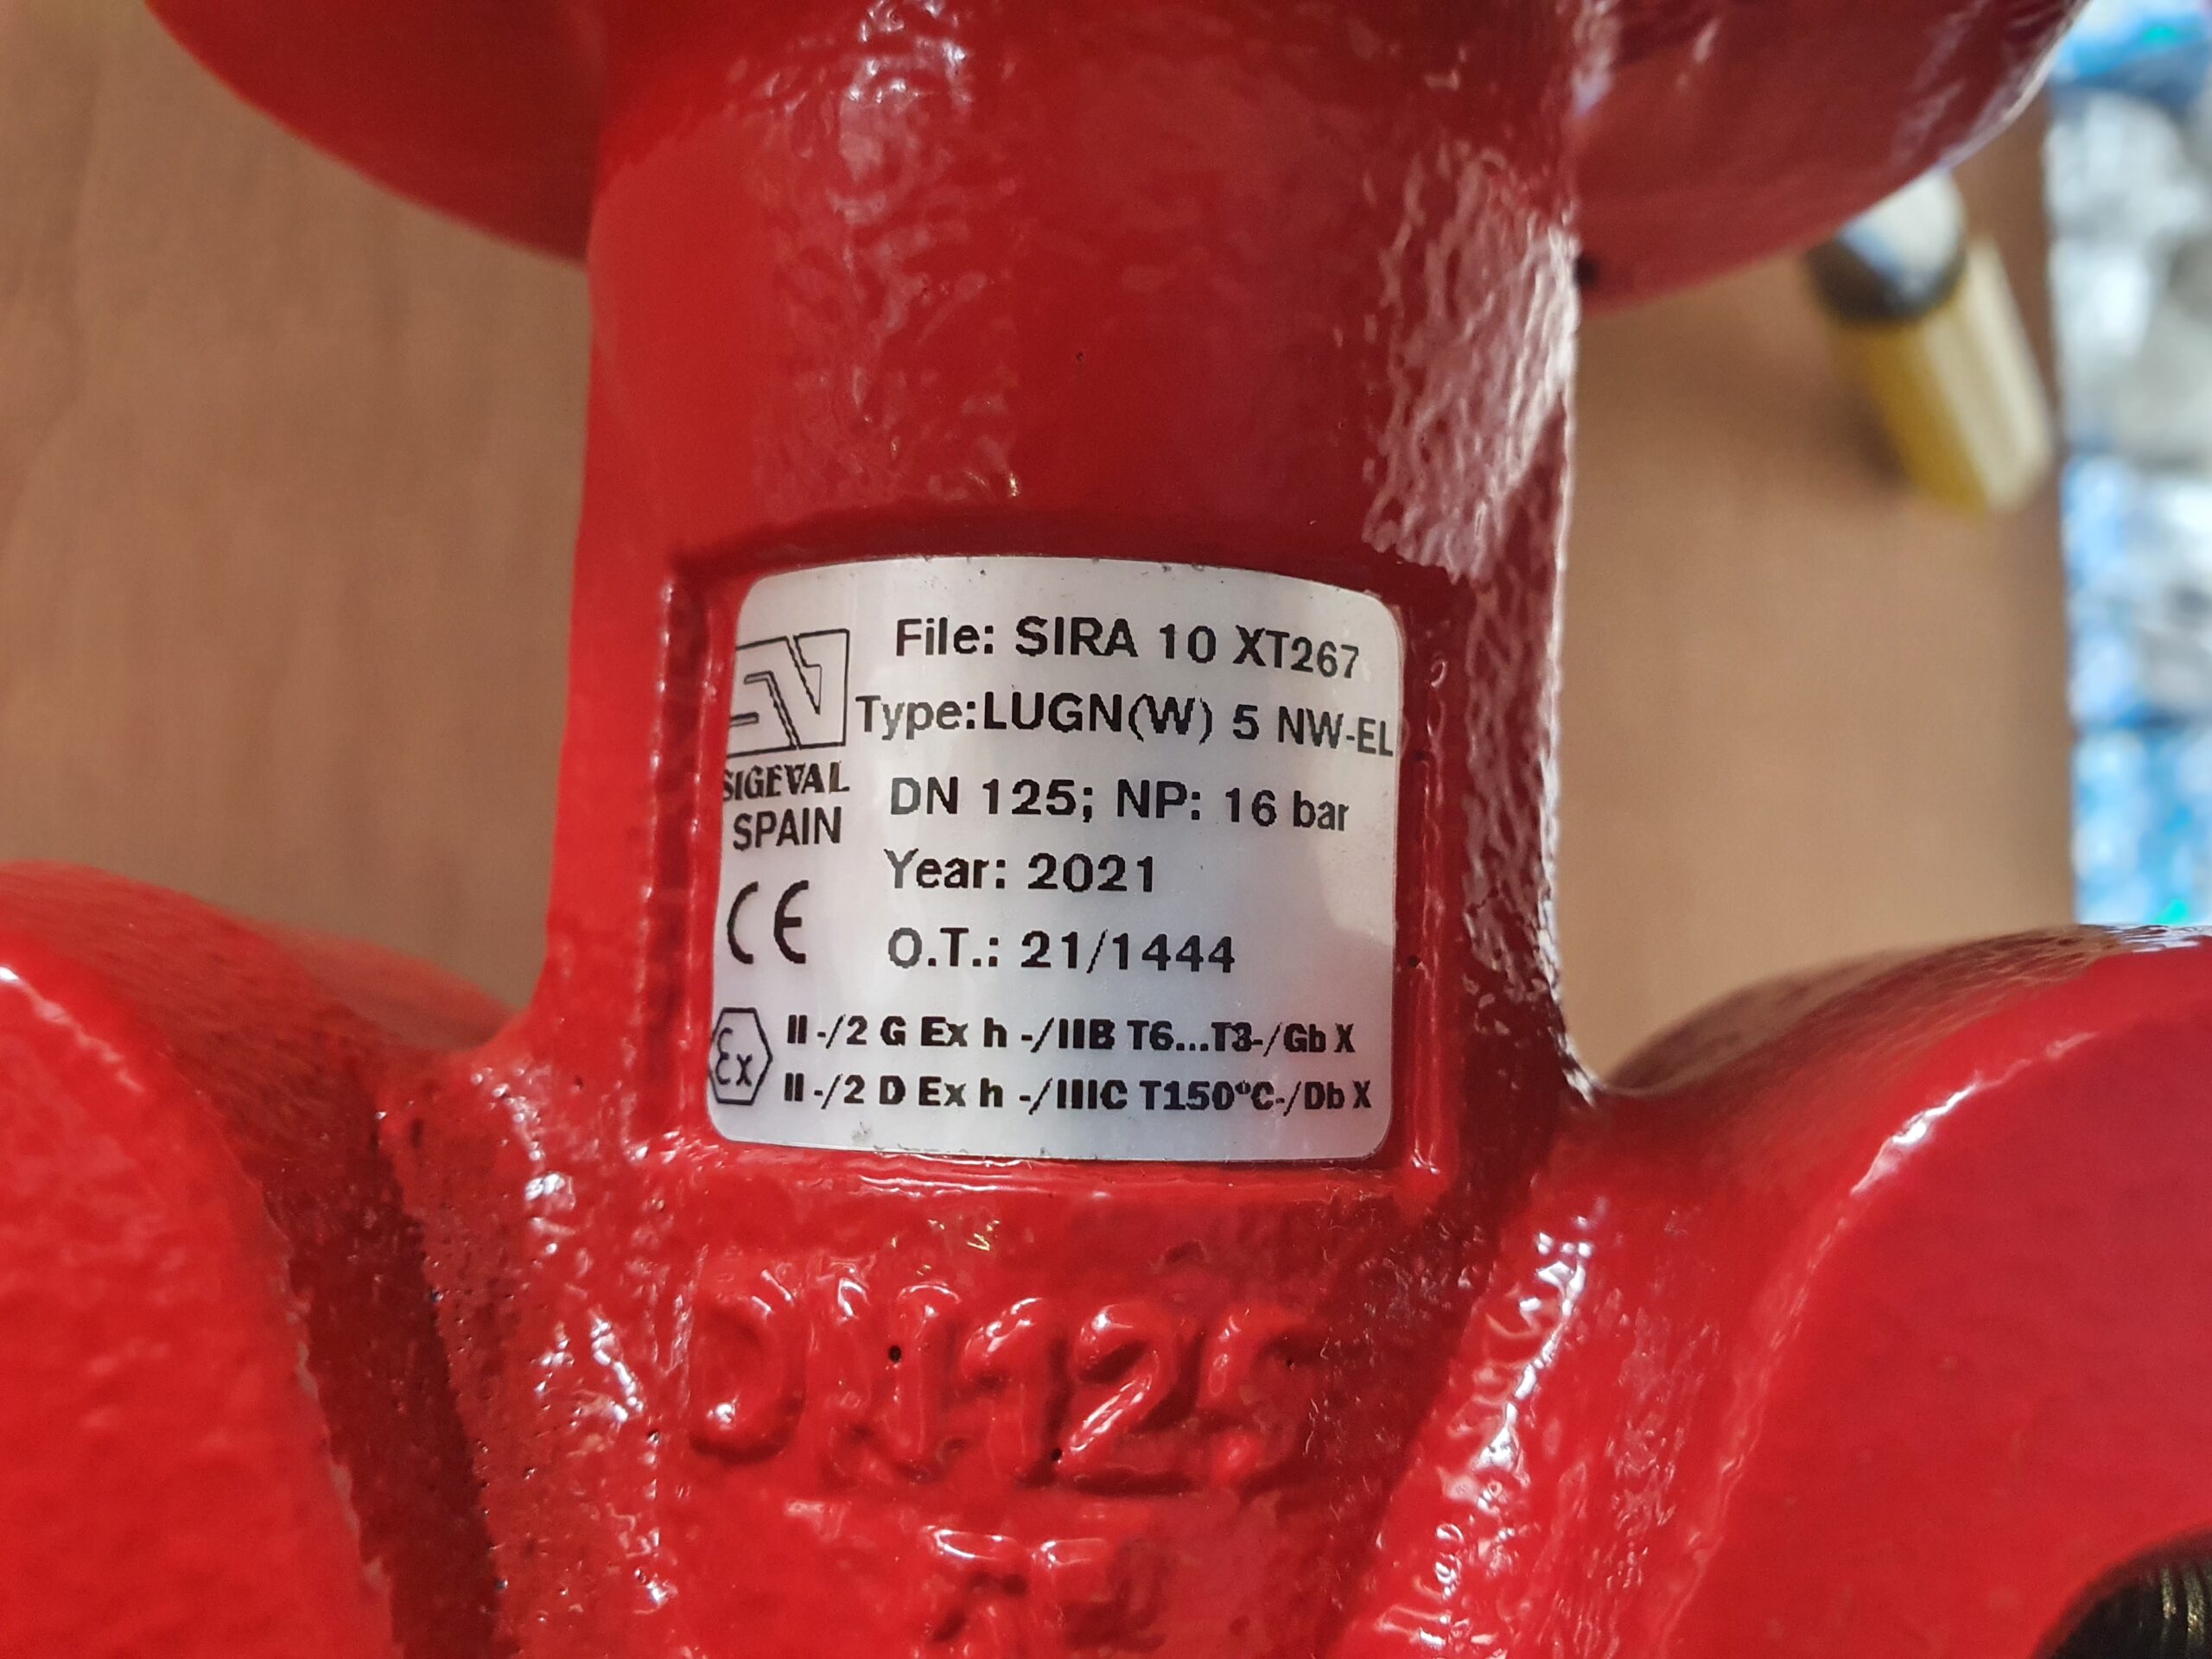 File: SIRA 10 XT267
Type:LUGN(W) 5 NW-EL
SIGEVAL
SPAIN
DN 125; NP: 16 bar
Year: 2021
CE
O.T.: 21/1444
Ex II -/2 G Ex h -/IIB T6...T3-/Gb X
II -/2 D Ex h -/IIIC T150°C-/Db X
DN125